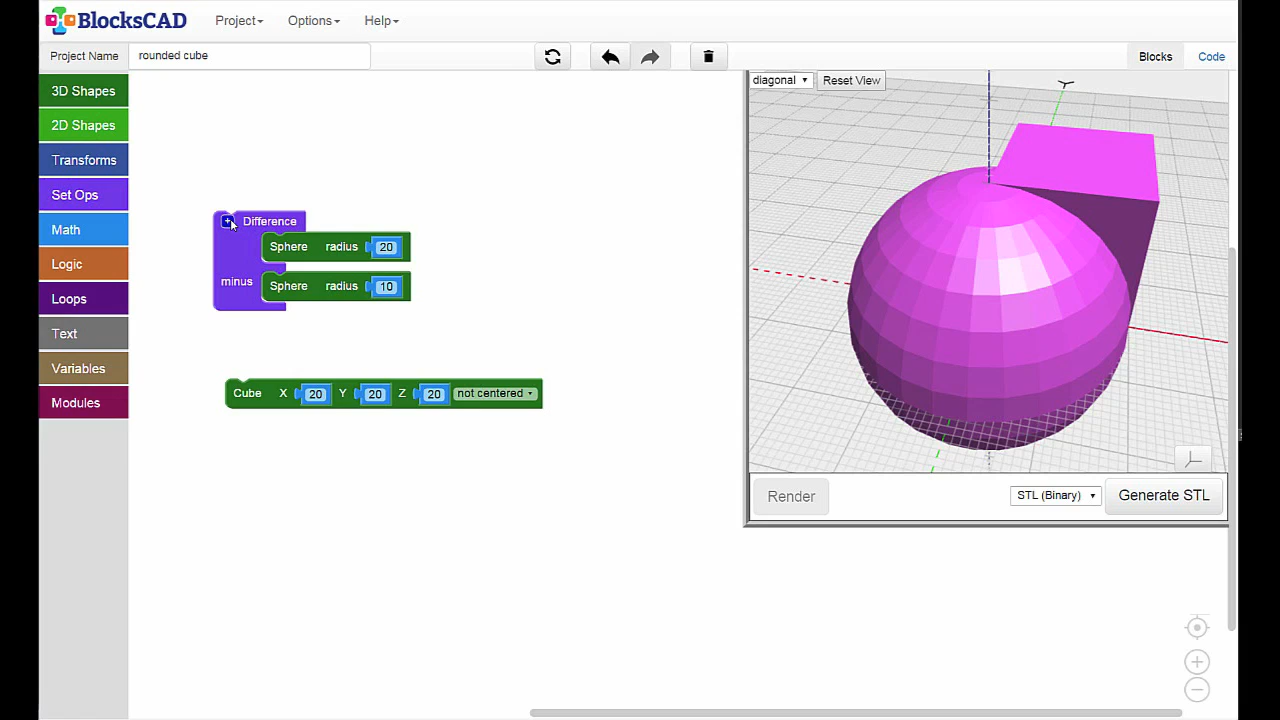 BlocksCAD Project Options Help
Project Name rounded cube Blocks Code
3D Shapes
2D Shapes
Transforms
Set Ops
Math
Logic
Loops
Text
Variables
Modules
+ Difference
Sphere radius 20
minus Sphere radius 10
Cube X 20 Y 20 Z 20 not centered
diagonal Reset View
Render STL (Binary) Generate STL